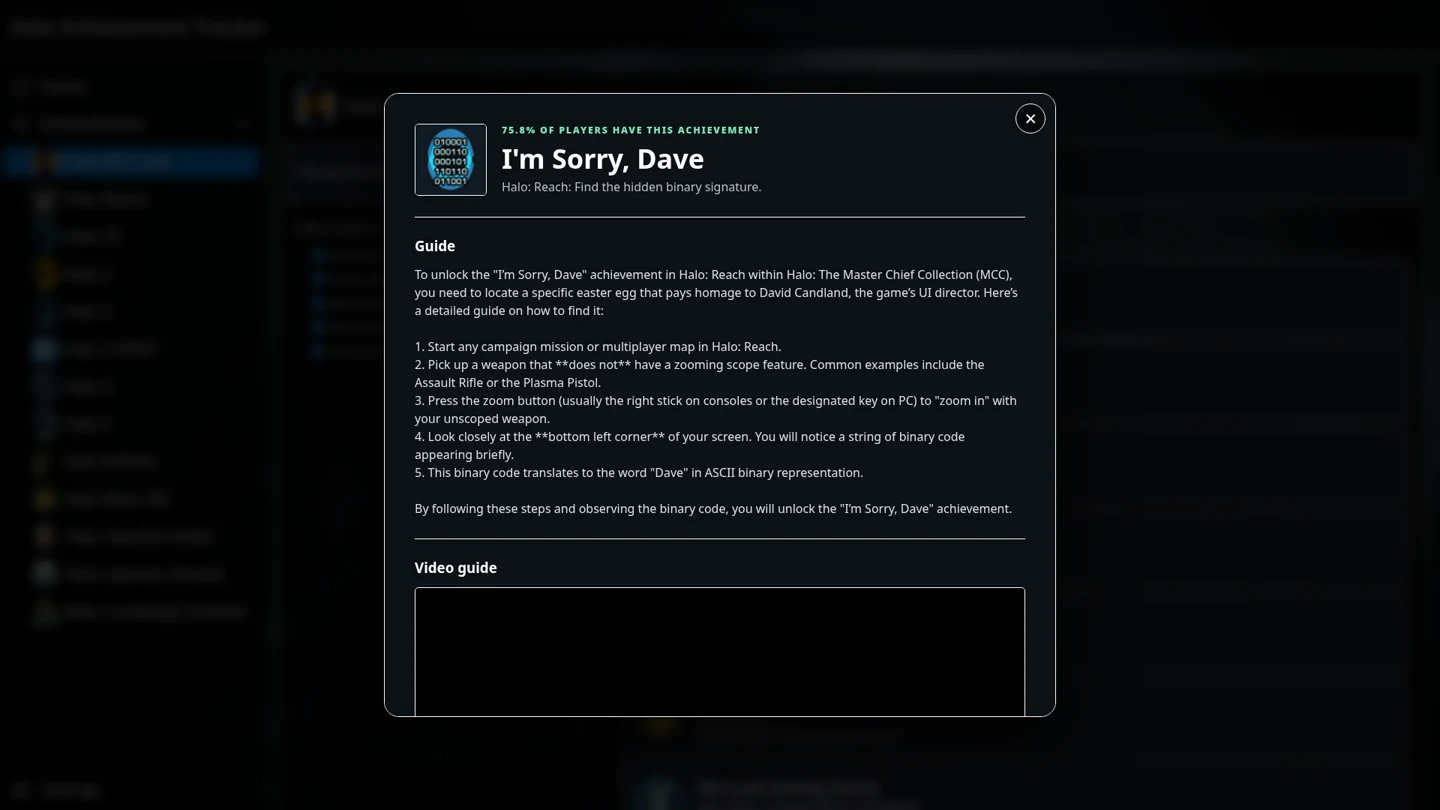 010001
000110
000101
110110
011001
75.8% OF PLAYERS HAVE THIS ACHIEVEMENT
I'm Sorry, Dave
Halo: Reach: Find the hidden binary signature.
Guide
To unlock the "I’m Sorry, Dave" achievement in Halo: Reach within Halo: The Master Chief Collection (MCC),
you need to locate a specific easter egg that pays homage to David Candland, the game’s UI director. Here’s
a detailed guide on how to find it:
1. Start any campaign mission or multiplayer map in Halo: Reach.
2. Pick up a weapon that **does not** have a zooming scope feature. Common examples include the
Assault Rifle or the Plasma Pistol.
3. Press the zoom button (usually the right stick on consoles or the designated key on PC) to "zoom in" with
your unscoped weapon.
4. Look closely at the **bottom left corner** of your screen. You will notice a string of binary code
appearing briefly.
5. This binary code translates to the word "Dave" in ASCII binary representation.
By following these steps and observing the binary code, you will unlock the "I’m Sorry, Dave" achievement.
Video guide